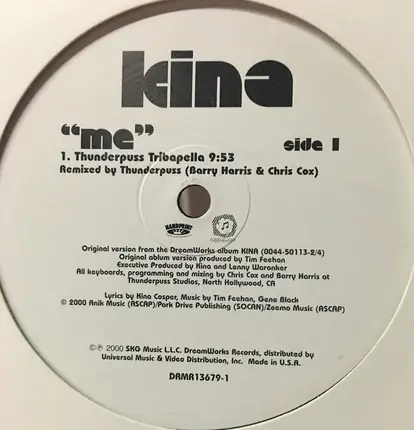 kina
"me"
side 1
1. Thunderpuss Tribapella 9:53
Remixed by Thunderpuss (Barry Harris & Chris Cox)
HANDPRINT
Original version from the DreamWorks album KINA (0044-50113-2/4)
Original ablum version produced by Tim Feehan
Executive Produced by Kina and Lenny Waronker
All keyboards, programming and mixing by Chris Cox and Barry Harris at
Thunderpuss Studios, North Hollywood, CA
Lyrics by Kina Cosper, Music by Tim Feehan, Gene Black
© 2000 Anik Music (ASCAP)/Park Drive Publishing (SOCAN)/Zeemo Music (ASCAP)
©℗ 2000 SKG Music L.L.C. DreamWorks Records, distributed by
Universal Music & Video Distribution, Inc. Made in U.S.A.
DRMR13679-1